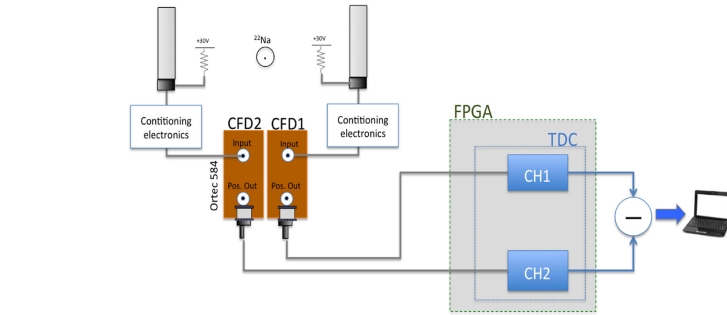 +30V
22Na
+30V
Contitioning
electronics
CFD2 CFD1
Contitioning
electronics
Input
Input
Ortec 584
Pos. Out
Pos. Out
FPGA
TDC
CH1
CH2
—